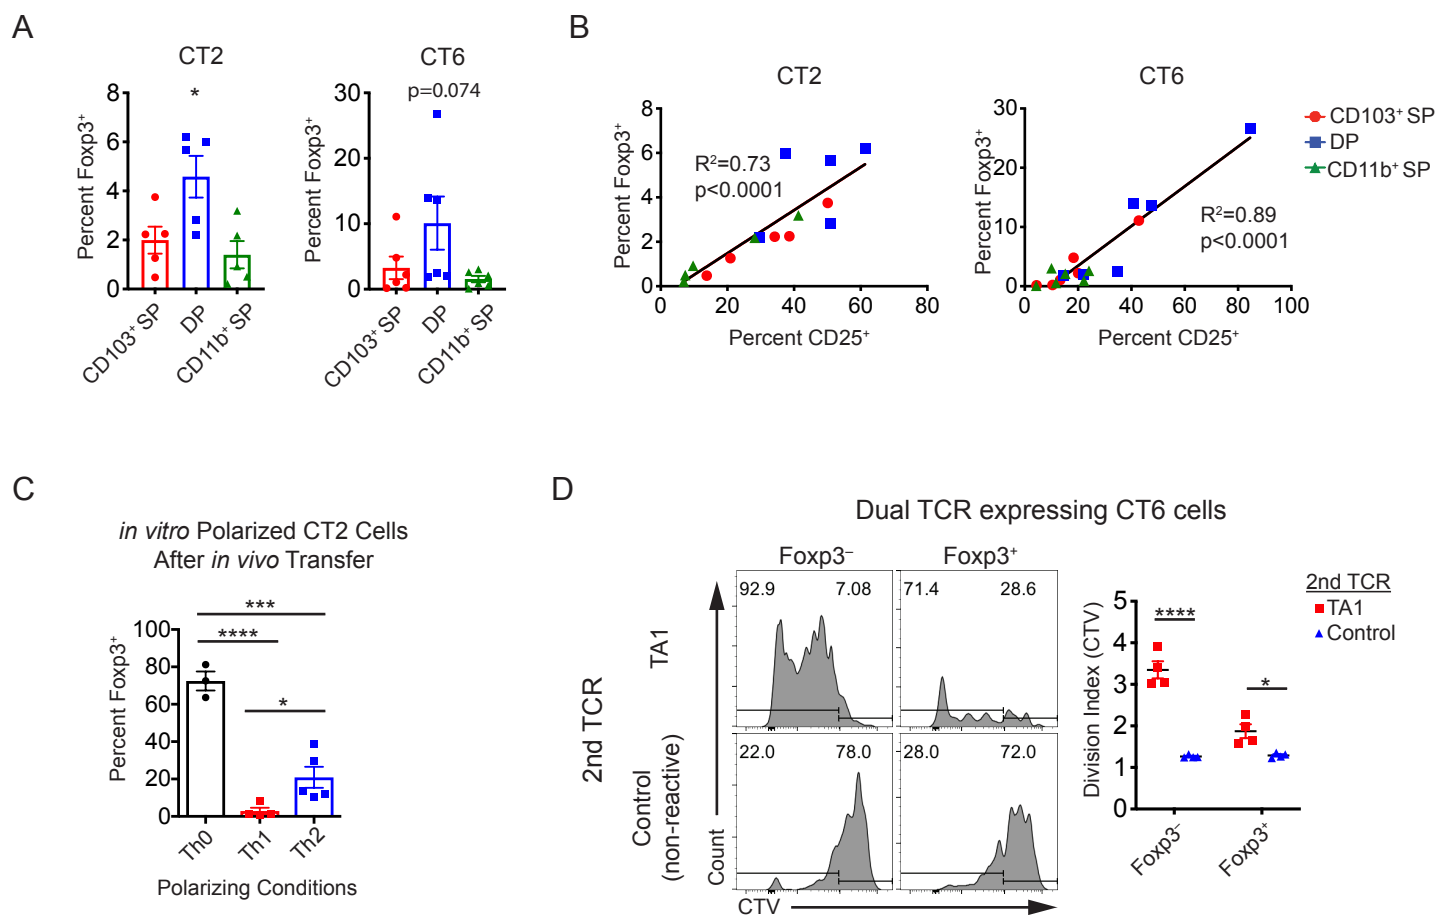 A
CT2
Percent Foxp3⁺
8
6
4
2
0
*
CD103⁺ SP
DP
CD11b⁺ SP
CT6
p=0.074
Percent Foxp3⁺
30
20
10
0
CD103⁺ SP
DP
CD11b⁺ SP
B
CT2
Percent Foxp3⁺
8
6
4
2
0
R²=0.73
p<0.0001
0 20 40 60 80
Percent CD25⁺
CT6
Percent Foxp3⁺
30
20
10
0
R²=0.89
p<0.0001
0 20 40 60 80 100
Percent CD25⁺
CD103⁺ SP
DP
CD11b⁺ SP
C
in vitro Polarized CT2 Cells
After in vivo Transfer
***
****
*
Percent Foxp3⁺
100
80
60
40
20
0
Th0
Th1
Th2
Polarizing Conditions
D
Dual TCR expressing CT6 cells
Foxp3⁻
Foxp3⁺
2nd TCR
TA1
92.9 7.08
71.4 28.6
Control
(non-reactive)
22.0 78.0
28.0 72.0
Count
CTV
Division Index (CTV)
5
4
3
2
1
0
****
*
Foxp3⁻
Foxp3⁺
2nd TCR
TA1
Control